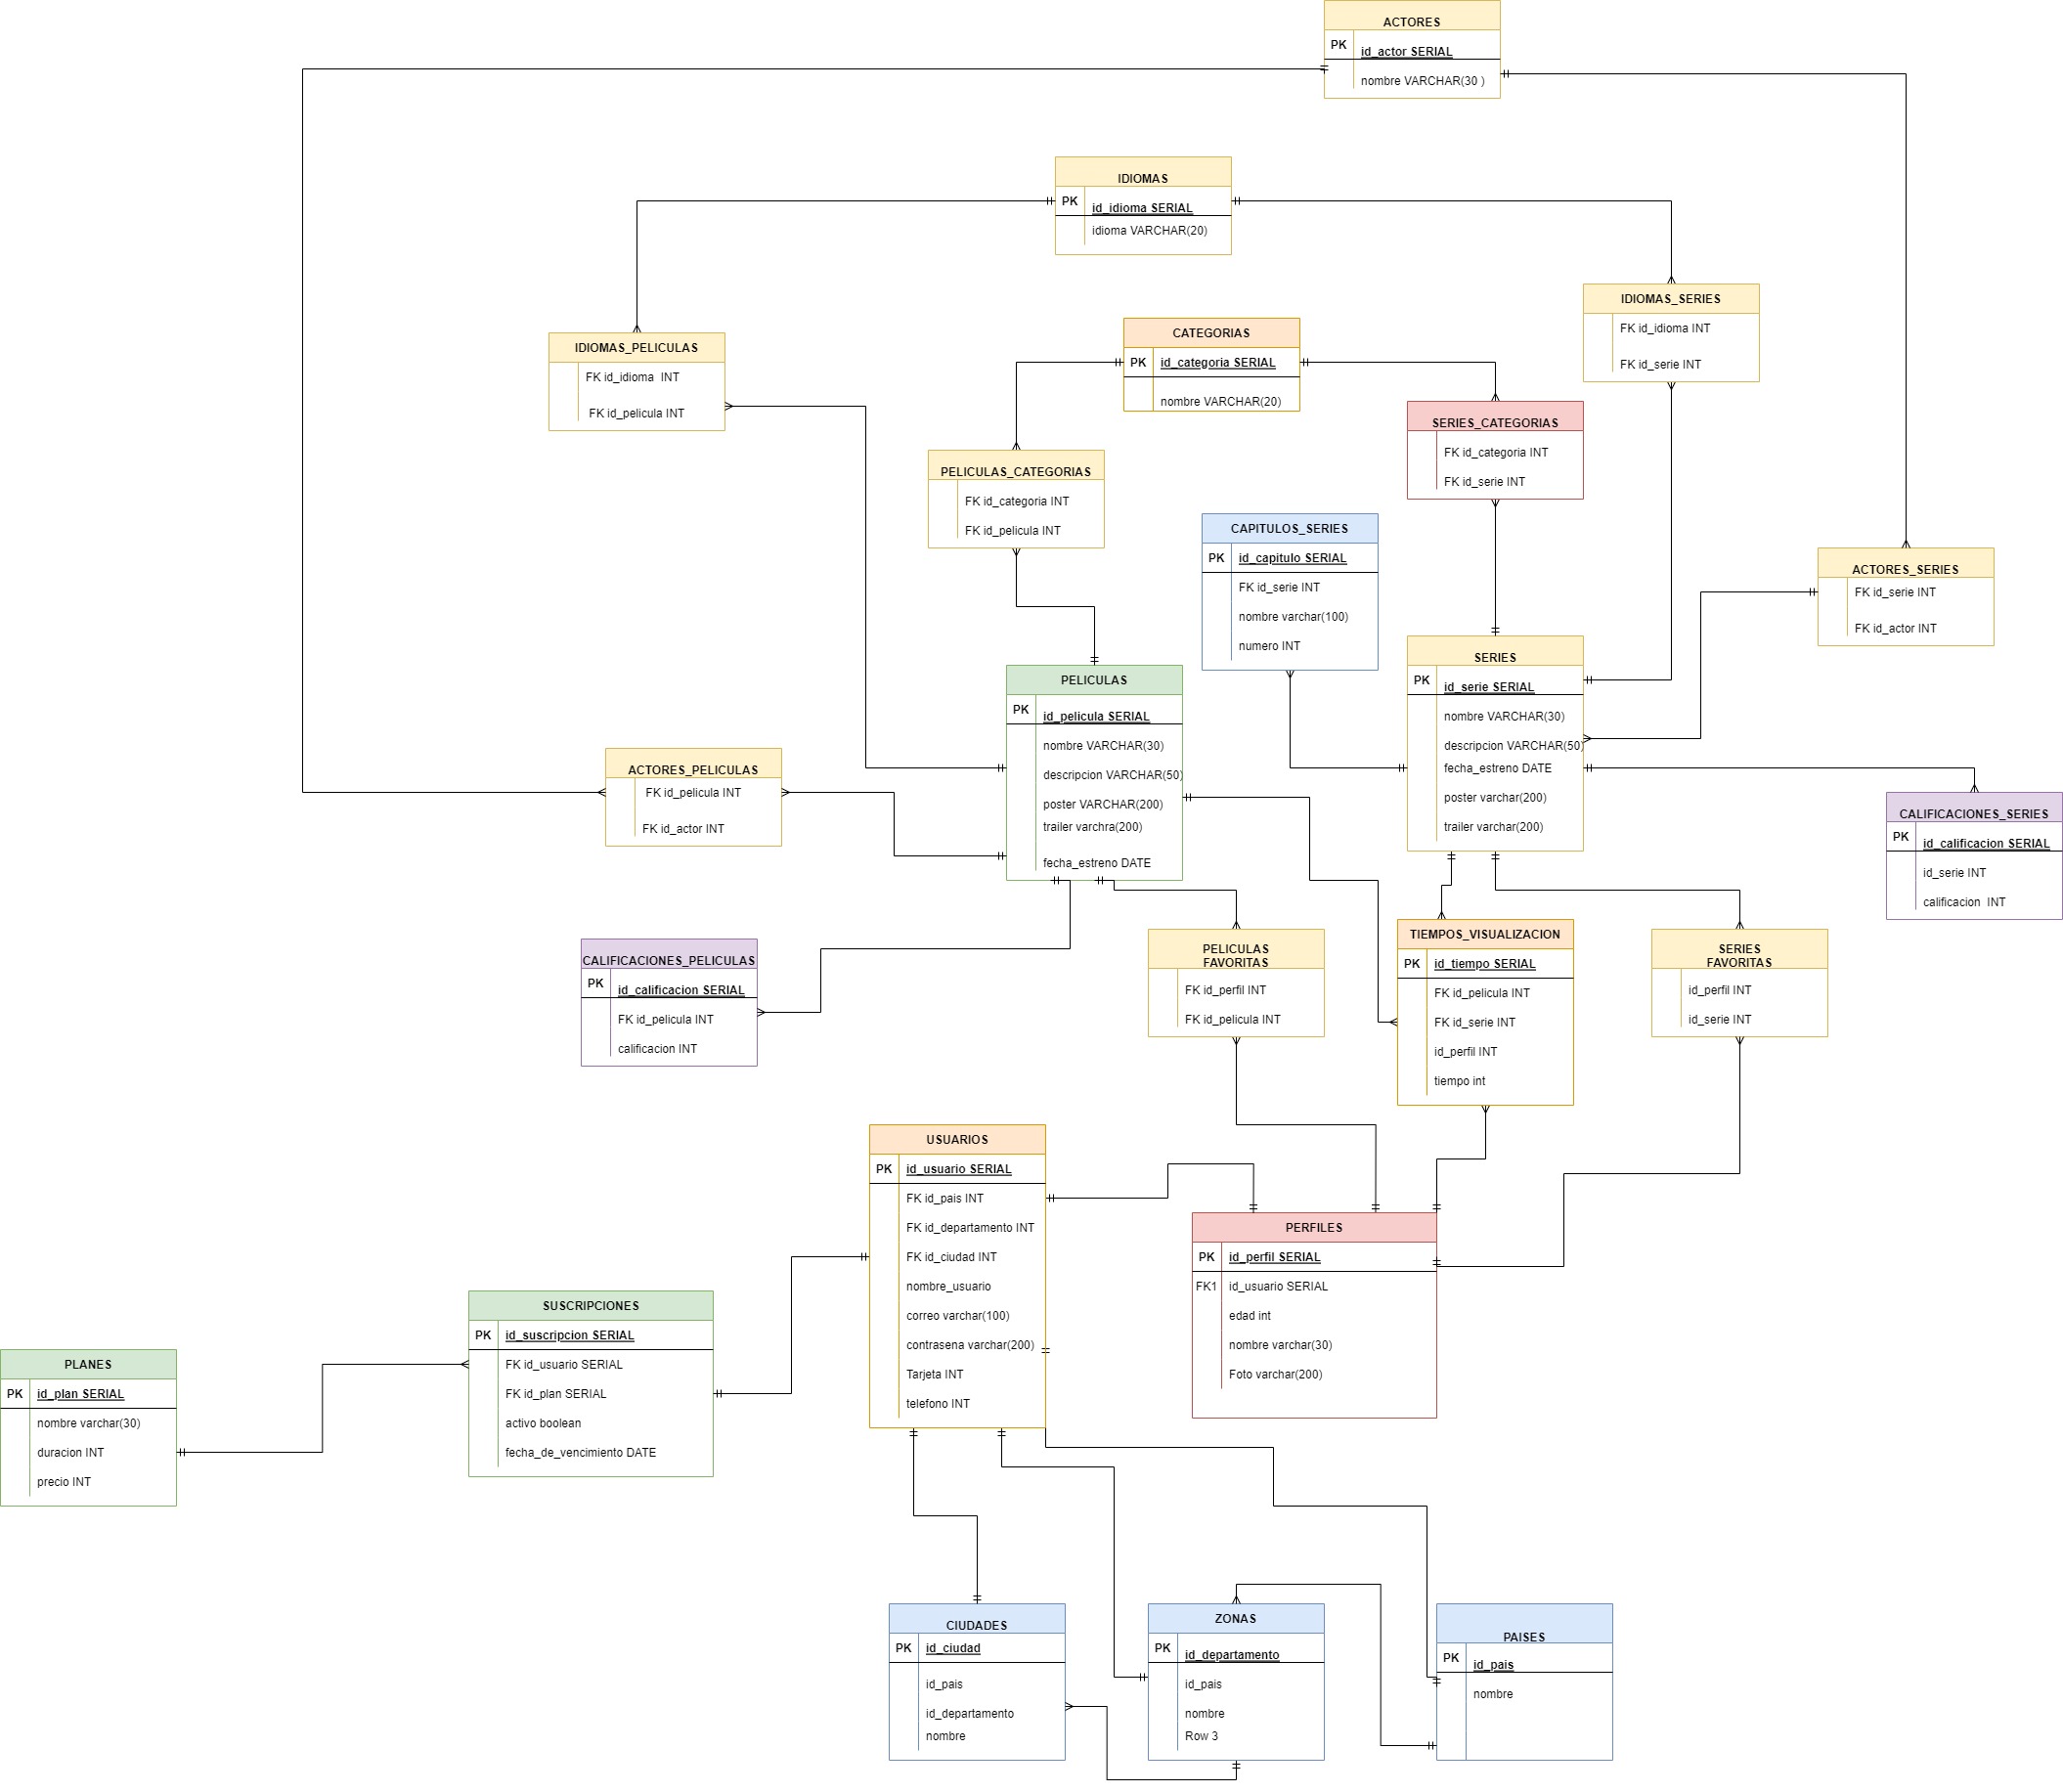 ACTORES
PK
id_actor SERIAL
nombre VARCHAR(30 )
IDIOMAS
PK
id_idioma SERIAL
idioma VARCHAR(20)
IDIOMAS_SERIES
FK id_idioma INT
FK id_serie INT
IDIOMAS_PELICULAS
FK id_idioma  INT
FK id_pelicula INT
CATEGORIAS
PK
id_categoria SERIAL
nombre VARCHAR(20)
SERIES_CATEGORIAS
FK id_categoria INT
FK id_serie INT
PELICULAS_CATEGORIAS
FK id_categoria INT
FK id_pelicula INT
CAPITULOS_SERIES
PK
id_capitulo SERIAL
FK id_serie INT
nombre varchar(100)
numero INT
ACTORES_SERIES
FK id_serie INT
FK id_actor INT
SERIES
PK
id_serie SERIAL
nombre VARCHAR(30)
descripcion VARCHAR(50)
fecha_estreno DATE
poster varchar(200)
trailer varchar(200)
PELICULAS
PK
id_pelicula SERIAL
nombre VARCHAR(30)
descripcion VARCHAR(50)
poster VARCHAR(200)
trailer varchra(200)
fecha_estreno DATE
ACTORES_PELICULAS
FK id_pelicula INT
FK id_actor INT
CALIFICACIONES_SERIES
PK
id_calificacion SERIAL
id_serie INT
calificacion  INT
CALIFICACIONES_PELICULAS
PK
id_calificacion SERIAL
FK id_pelicula INT
calificacion INT
PELICULAS
FAVORITAS
FK id_perfil INT
FK id_pelicula INT
TIEMPOS_VISUALIZACION
PK
id_tiempo SERIAL
FK id_pelicula INT
FK id_serie INT
id_perfil INT
tiempo int
SERIES
FAVORITAS
id_perfil INT
id_serie INT
USUARIOS
PK
id_usuario SERIAL
FK id_pais INT
FK id_departamento INT
FK id_ciudad INT
nombre_usuario
correo varchar(100)
contrasena varchar(200)
Tarjeta INT
telefono INT
PERFILES
PK
id_perfil SERIAL
FK1
id_usuario SERIAL
edad int
nombre varchar(30)
Foto varchar(200)
SUSCRIPCIONES
PK
id_suscripcion SERIAL
FK id_usuario SERIAL
FK id_plan SERIAL
activo boolean
fecha_de_vencimiento DATE
PLANES
PK
id_plan SERIAL
nombre varchar(30)
duracion INT
precio INT
CIUDADES
PK
id_ciudad
id_pais
id_departamento
nombre
ZONAS
PK
id_departamento
id_pais
nombre
Row 3
PAISES
PK
id_pais
nombre